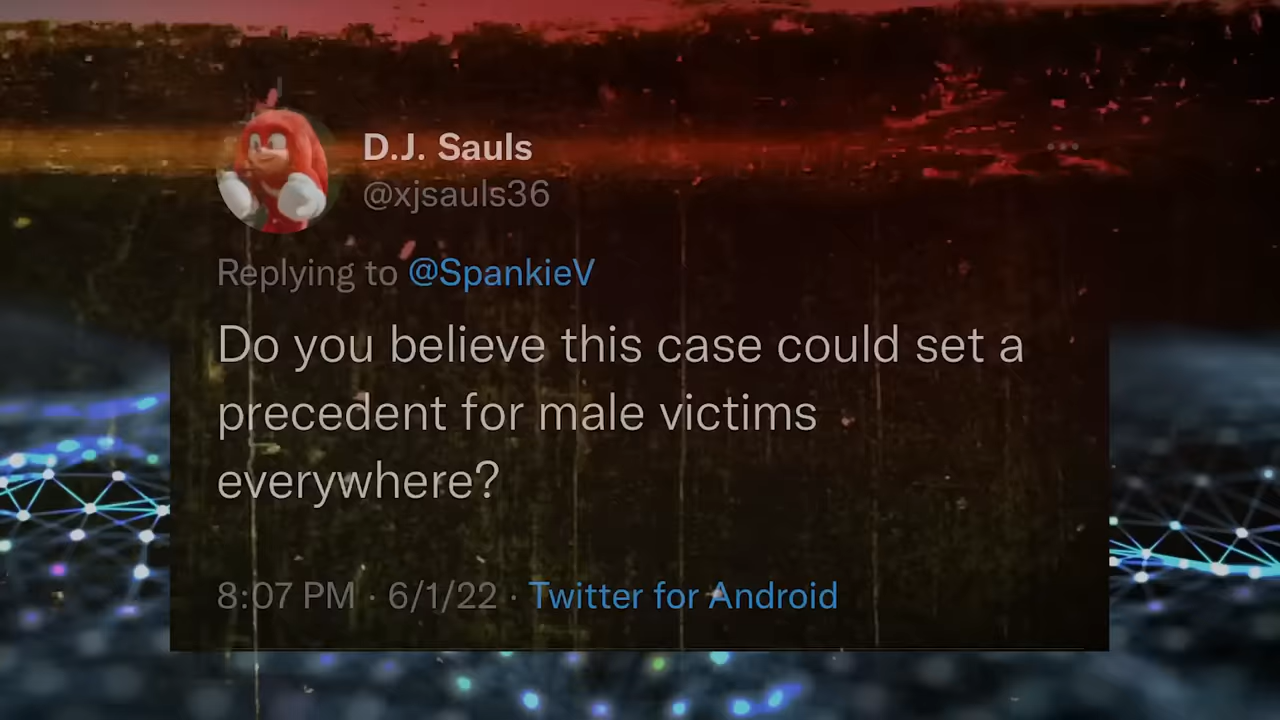 D.J. Sauls
@xjsauls36
Replying to @SpankieV
Do you believe this case could set a
precedent for male victims
everywhere?
8:07 PM · 6/1/22 · Twitter for Android